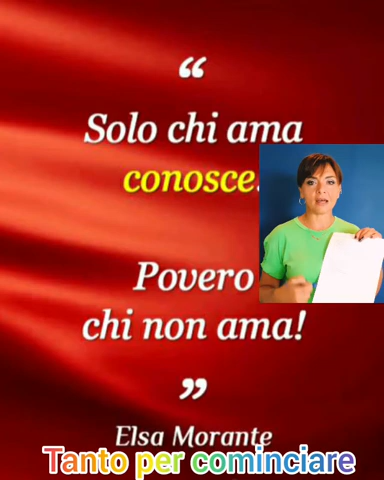 “
Solo chi ama
conosce.
Povero
chi non ama!
”
Elsa Morante
Tanto per cominciare